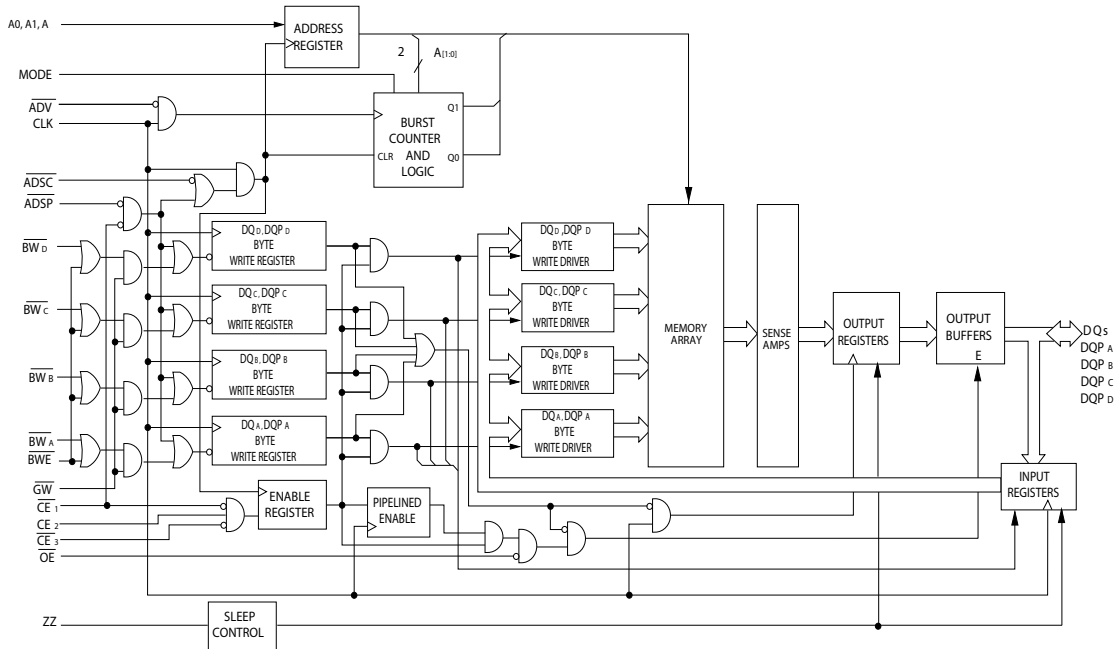 A0, A1, A
ADDRESS
REGISTER
2
A[1:0]
MODE
ADV
CLK
BURST
COUNTER
AND
LOGIC
CLR
Q1
Q0
ADSC
ADSP
BW D
DQ D, DQP D
BYTE
WRITE REGISTER
DQ D, DQP D
BYTE
WRITE DRIVER
BW C
DQ C, DQP C
BYTE
WRITE REGISTER
DQ C, DQP C
BYTE
WRITE DRIVER
BW B
DQ B, DQP B
BYTE
WRITE REGISTER
DQ B, DQP B
BYTE
WRITE DRIVER
BW A
BWE
DQ A, DQP A
BYTE
WRITE REGISTER
DQ A, DQP A
BYTE
WRITE DRIVER
MEMORY
ARRAY
SENSE
AMPS
OUTPUT
REGISTERS
OUTPUT
BUFFERS
E
DQs
DQP A
DQP B
DQP C
DQP D
INPUT
REGISTERS
GW
CE 1
CE 2
CE 3
OE
ENABLE
REGISTER
PIPELINED
ENABLE
ZZ
SLEEP
CONTROL